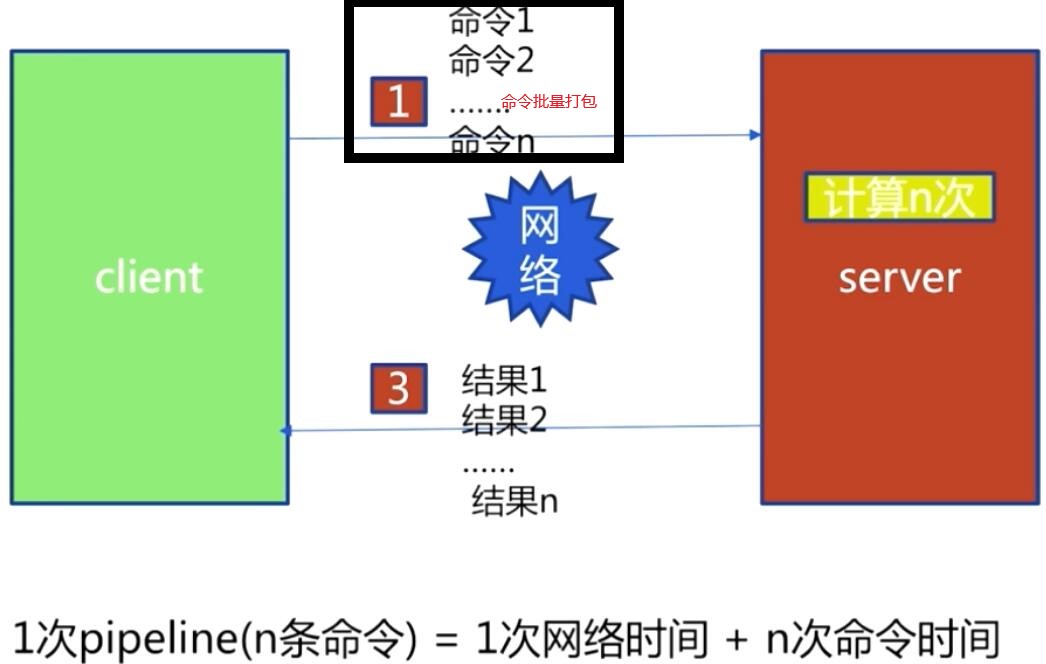 命令1
命令2
1
.......命令批量打包
命令n
计算n次
网
络
client
server
3
结果1
结果2
......
结果n
1次pipeline(n条命令) = 1次网络时间 + n次命令时间